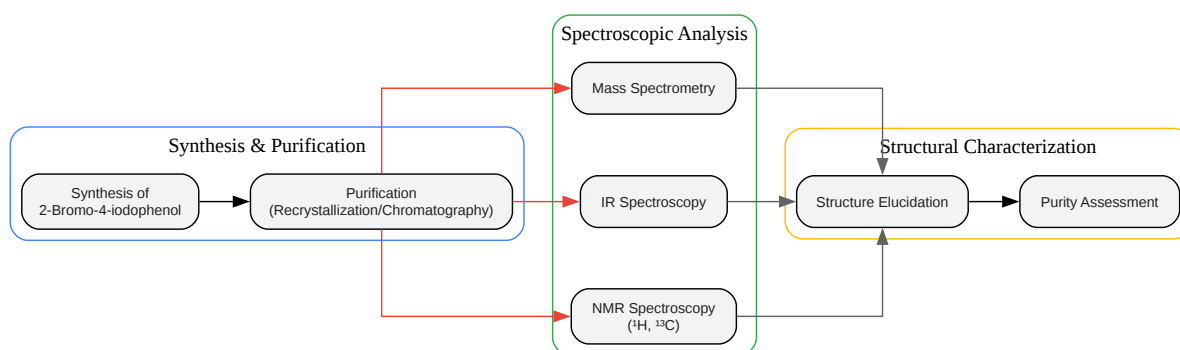 Spectroscopic Analysis
Mass Spectrometry
Synthesis & Purification
Structural Characterization
Synthesis of
2-Bromo-4-iodophenol
Purification
(Recrystallization/Chromatography)
IR Spectroscopy
Structure Elucidation
Purity Assessment
NMR Spectroscopy
(¹H, ¹³C)